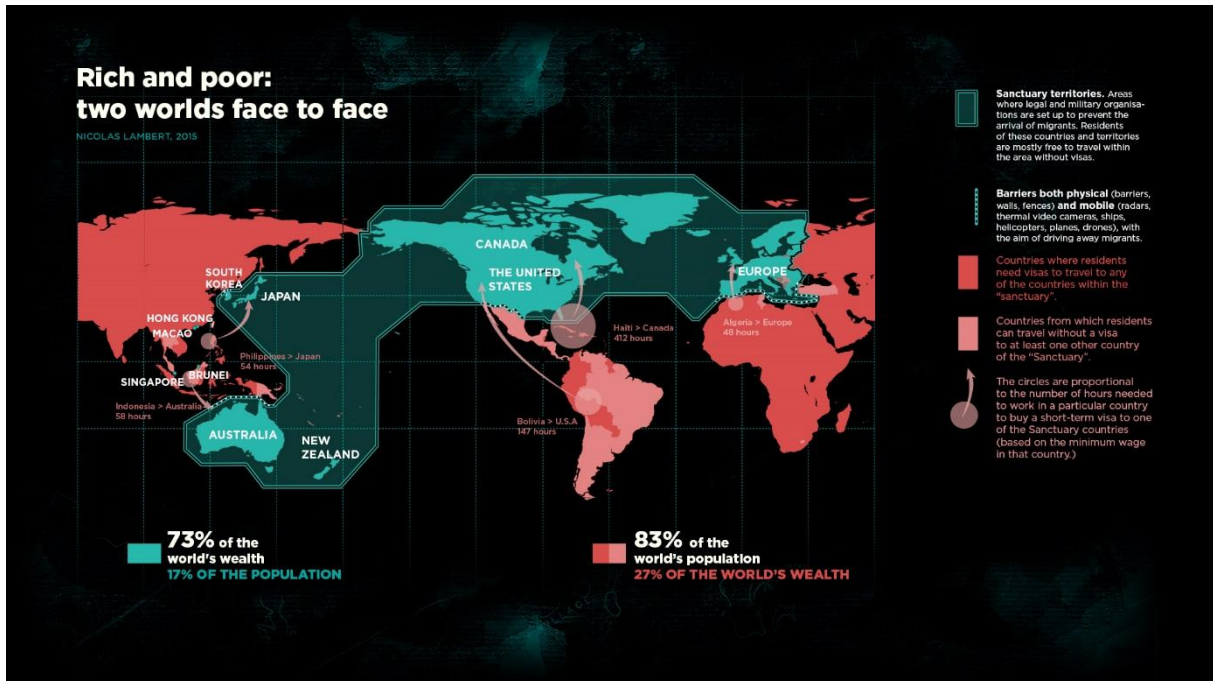 Rich and poor:
two worlds face to face
NICOLAS LAMBERT, 2015
CANADA
THE UNITED
STATES
EUROPE
SOUTH
KOREA
JAPAN
HONG KONG
MACAO
Philippines > Japan
54 hours
SINGAPORE
BRUNEI
Indonesia > Australia
58 hours
AUSTRALIA
NEW
ZEALAND
Haïti > Canada
412 hours
Algeria > Europe
48 hours
Bolivia > U.S.A
147 hours
73% of the
world's wealth
17% OF THE POPULATION
83% of the
world's population
27% OF THE WORLD'S WEALTH
Sanctuary territories. Areas
where legal and military organisa-
tions are set up to prevent the
arrival of migrants. Residents
of these countries and territories
are mostly free to travel within
the area without visas.
Barriers both physical (barriers,
walls, fences) and mobile (radars,
thermal video cameras, ships,
helicopters, planes, drones), with
the aim of driving away migrants.
Countries where residents
need visas to travel to any
of the countries within the
“sanctuary”.
Countries from which residents
can travel without a visa
to at least one other country
of the “Sanctuary”.
The circles are proportional
to the number of hours needed
to work in a particular country
to buy a short-term visa to one
of the Sanctuary countries
(based on the minimum wage
in that country.)